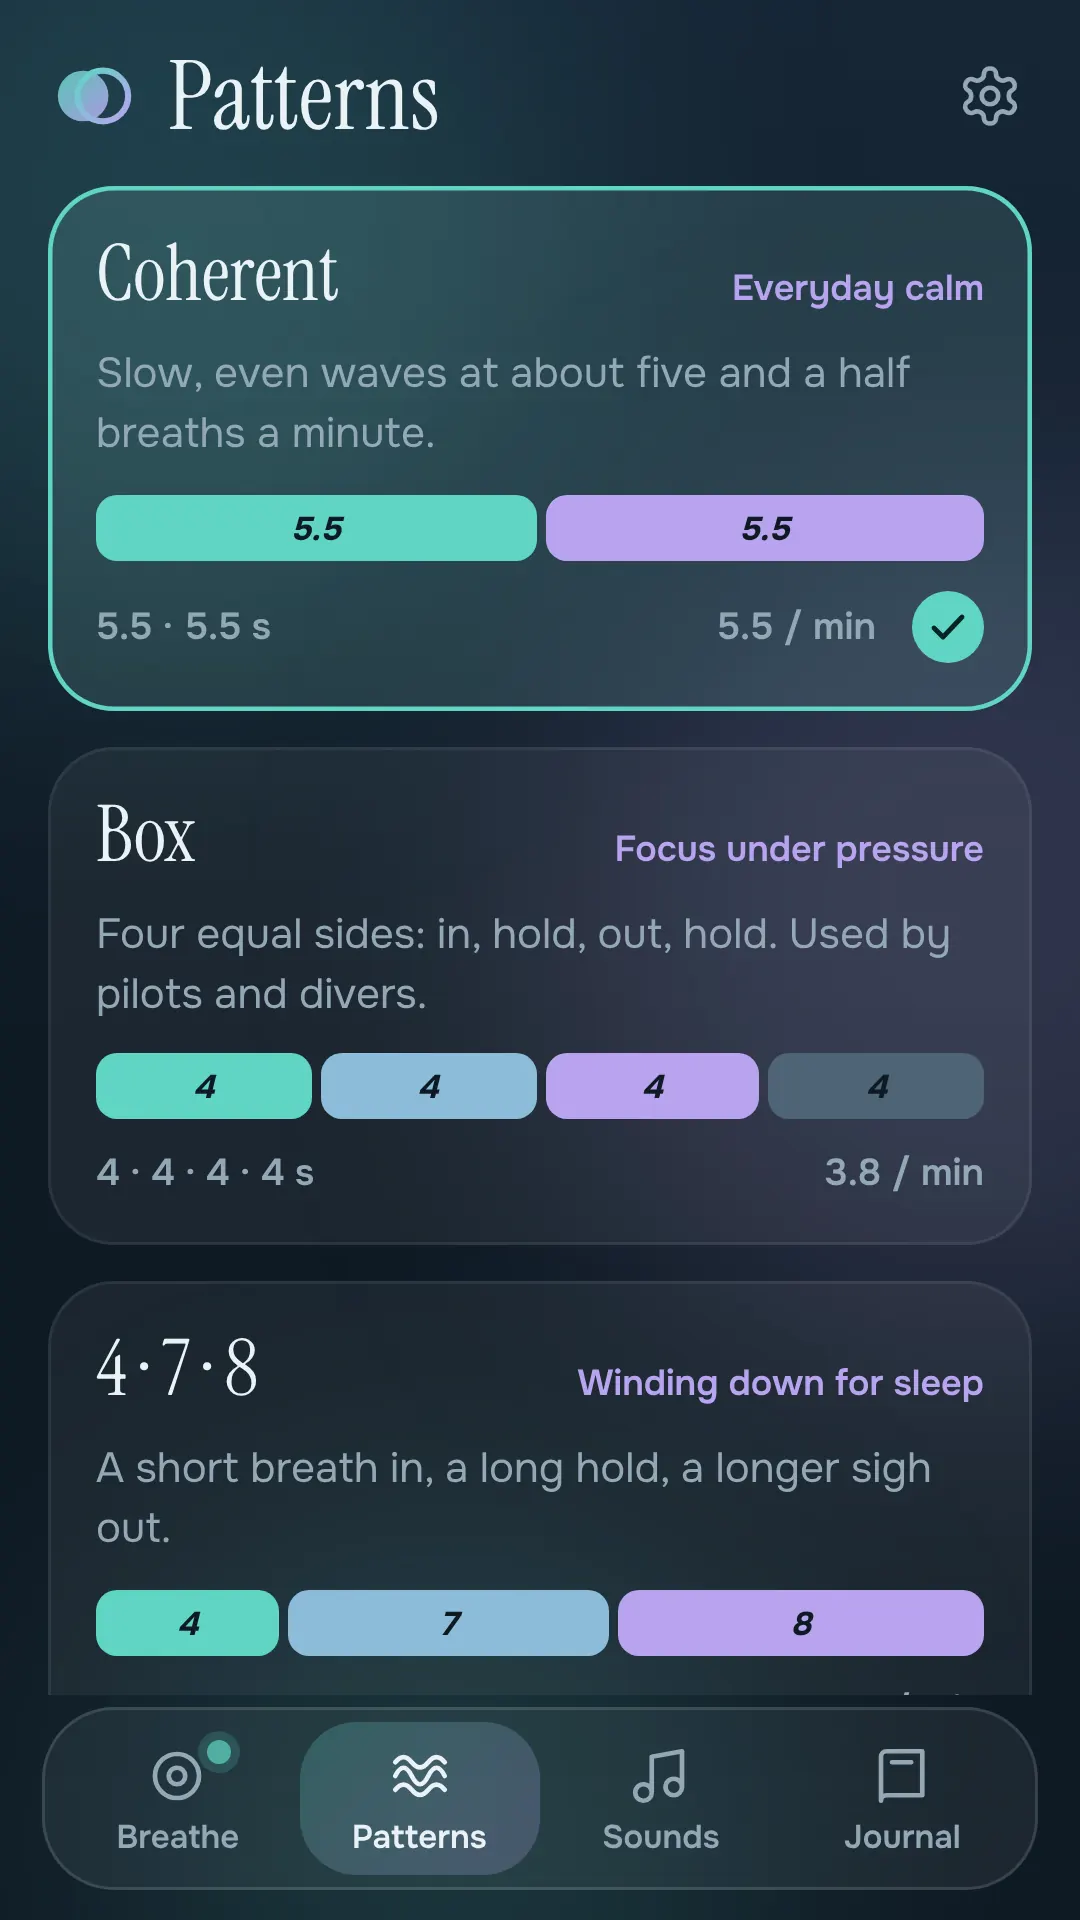 Patterns
Coherent
Everyday calm
Slow, even waves at about five and a half
breaths a minute.
5.5 5.5
5.5 · 5.5 s
5.5 / min
Box
Focus under pressure
Four equal sides: in, hold, out, hold. Used by
pilots and divers.
4 4 4 4
4 · 4 · 4 · 4 s
3.8 / min
4·7·8
Winding down for sleep
A short breath in, a long hold, a longer sigh
out.
4 7 8
Breathe Patterns Sounds Journal